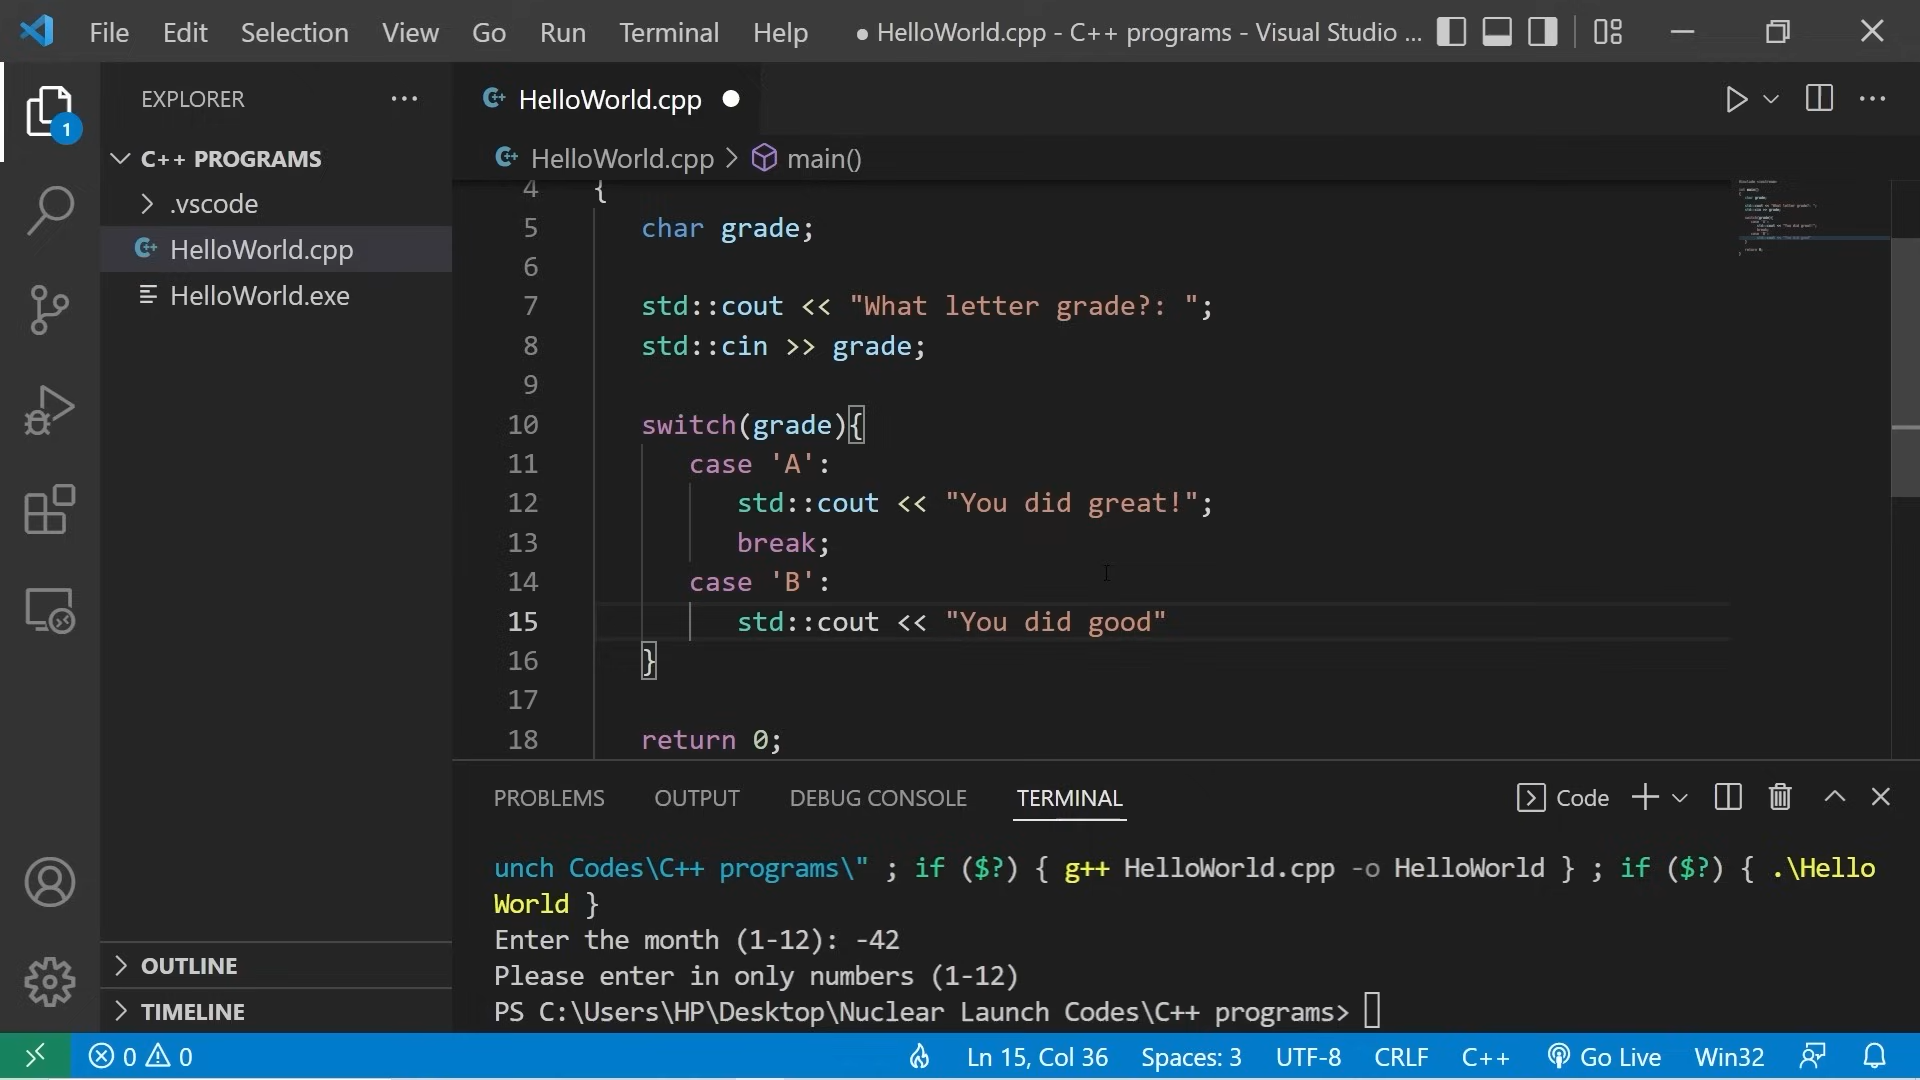 File Edit Selection View Go Run Terminal Help ● HelloWorld.cpp - C++ programs - Visual Studio ...
EXPLORER ...
HelloWorld.cpp ●
1
C++ PROGRAMS
HelloWorld.cpp > main()
.vscode
HelloWorld.cpp
HelloWorld.exe
4 {
5 char grade;
6
7 std::cout << "What letter grade?: ";
8 std::cin >> grade;
9
10 switch(grade){
11 case 'A':
12 std::cout << "You did great!";
13 break;
14 case 'B':
15 std::cout << "You did good"
16 }
17
18 return 0;
PROBLEMS OUTPUT DEBUG CONSOLE TERMINAL Code
unch Codes\C++ programs\" ; if ($?) { g++ HelloWorld.cpp -o HelloWorld } ; if ($?) { .\Hello
World }
Enter the month (1-12): -42
Please enter in only numbers (1-12)
PS C:\Users\HP\Desktop\Nuclear Launch Codes\C++ programs>
OUTLINE
TIMELINE
0 0 Ln 15, Col 36 Spaces: 3 UTF-8 CRLF C++ Go Live Win32